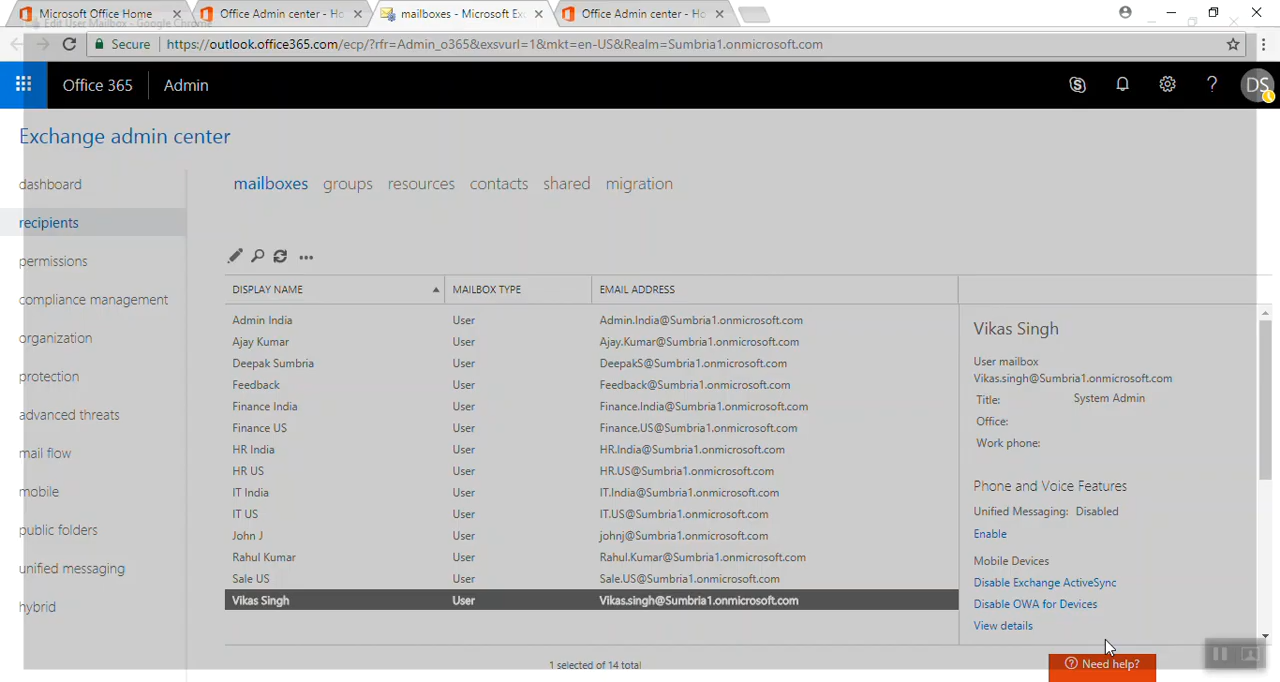 Microsoft Office Home
Office Admin center - Ho
mailboxes - Microsoft Ex
Office Admin center - Ho
Edit User Mailbox - Google Chrome
Secure
https://outlook.office365.com/ecp/?rfr=Admin_o365&exsvurl=1&mkt=en-US&Realm=Sumbria1.onmicrosoft.com
Office 365
Admin
DS
Exchange admin center
dashboard
recipients
permissions
compliance management
organization
protection
advanced threats
mail flow
mobile
public folders
unified messaging
hybrid
mailboxes groups resources contacts shared migration
DISPLAY NAME MAILBOX TYPE EMAIL ADDRESS
Admin India User Admin.India@Sumbria1.onmicrosoft.com
Ajay Kumar User Ajay.Kumar@Sumbria1.onmicrosoft.com
Deepak Sumbria User DeepakS@Sumbria1.onmicrosoft.com
Feedback User Feedback@Sumbria1.onmicrosoft.com
Finance India User Finance.India@Sumbria1.onmicrosoft.com
Finance US User Finance.US@Sumbria1.onmicrosoft.com
HR India User HR.India@Sumbria1.onmicrosoft.com
HR US User HR.US@Sumbria1.onmicrosoft.com
IT India User IT.India@Sumbria1.onmicrosoft.com
IT US User IT.US@Sumbria1.onmicrosoft.com
John J User johnj@Sumbria1.onmicrosoft.com
Rahul Kumar User Rahul.Kumar@Sumbria1.onmicrosoft.com
Sale US User Sale.US@Sumbria1.onmicrosoft.com
Vikas Singh User Vikas.singh@Sumbria1.onmicrosoft.com
1 selected of 14 total
Vikas Singh
User mailbox
Vikas.singh@Sumbria1.onmicrosoft.com
Title: System Admin
Office:
Work phone:
Phone and Voice Features
Unified Messaging: Disabled
Enable
Mobile Devices
Disable Exchange ActiveSync
Disable OWA for Devices
View details
Need help?